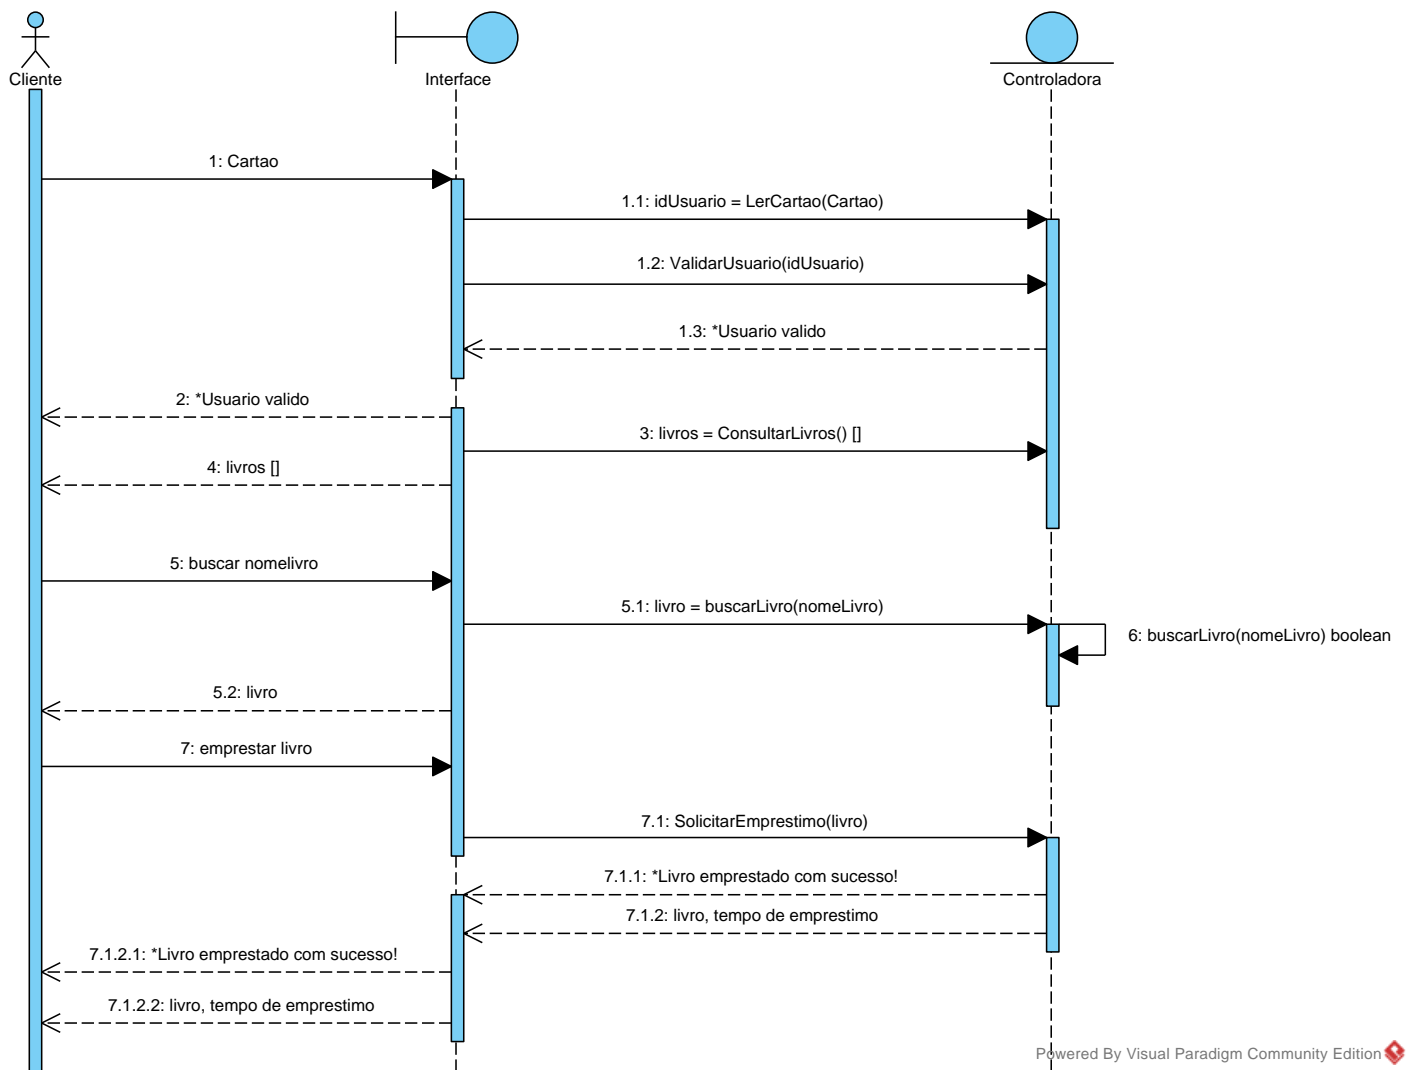 Cliente
Interface
Controladora
1: Cartao
1.1: idUsuario = LerCartao(Cartao)
1.2: ValidarUsuario(idUsuario)
1.3: *Usuario valido
2: *Usuario valido
3: livros = ConsultarLivros() []
4: livros []
5: buscar nomelivro
5.1: livro = buscarLivro(nomeLivro)
6: buscarLivro(nomeLivro) boolean
5.2: livro
7: emprestar livro
7.1: SolicitarEmprestimo(livro)
7.1.1: *Livro emprestado com sucesso!
7.1.2: livro, tempo de emprestimo
7.1.2.1: *Livro emprestado com sucesso!
7.1.2.2: livro, tempo de emprestimo
Powered By Visual Paradigm Community Edition